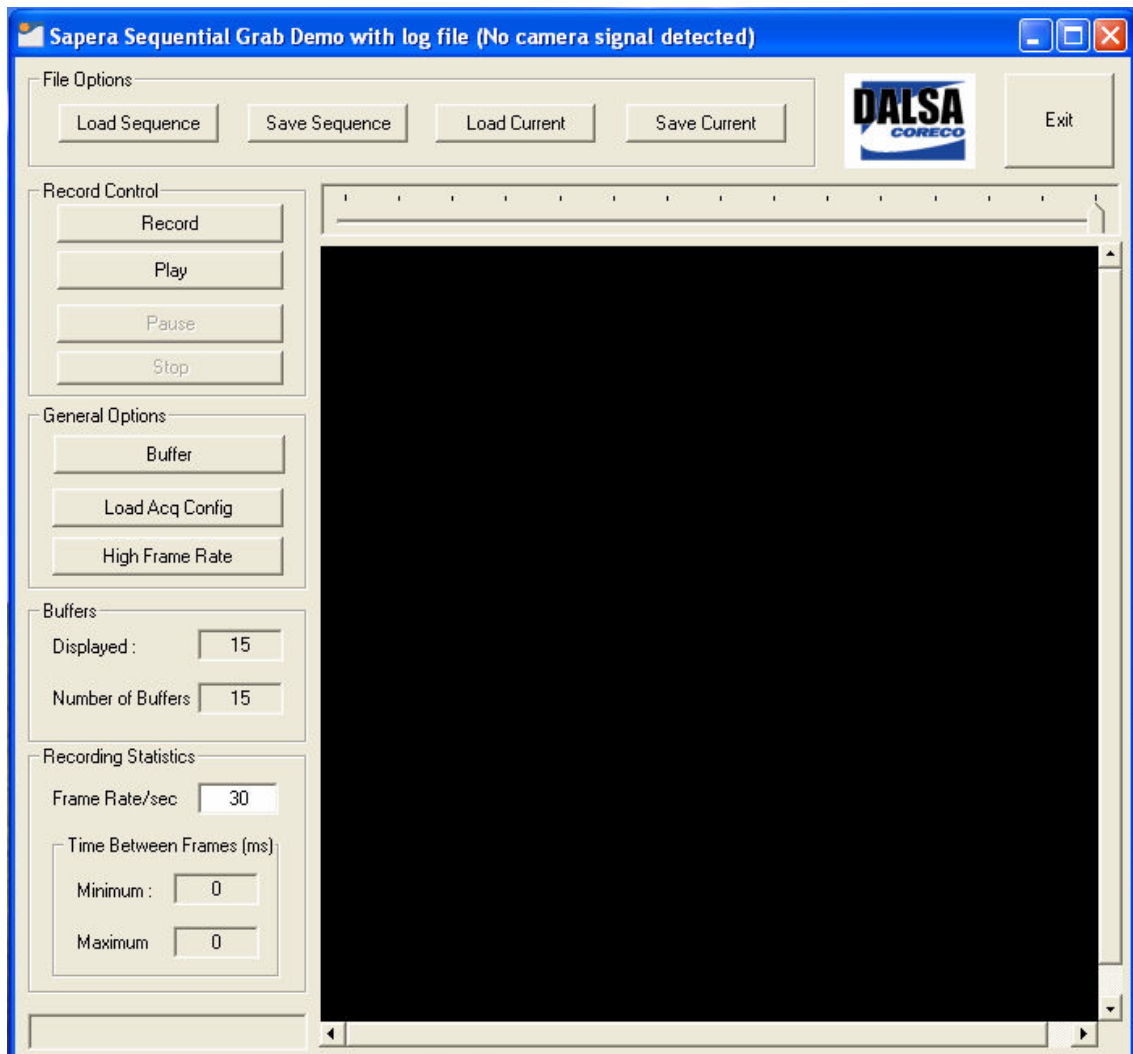 Sapera Sequential Grab Demo with log file (No camera signal detected)
File Options
Load Sequence
Save Sequence
Load Current
Save Current
DALSA
CORECO
Exit
Record Control
Record
Play
Pause
Stop
General Options
Buffer
Load Acq Config
High Frame Rate
Buffers
Displayed : 15
Number of Buffers 15
Recording Statistics
Frame Rate/sec 30
Time Between Frames (ms)
Minimum : 0
Maximum 0